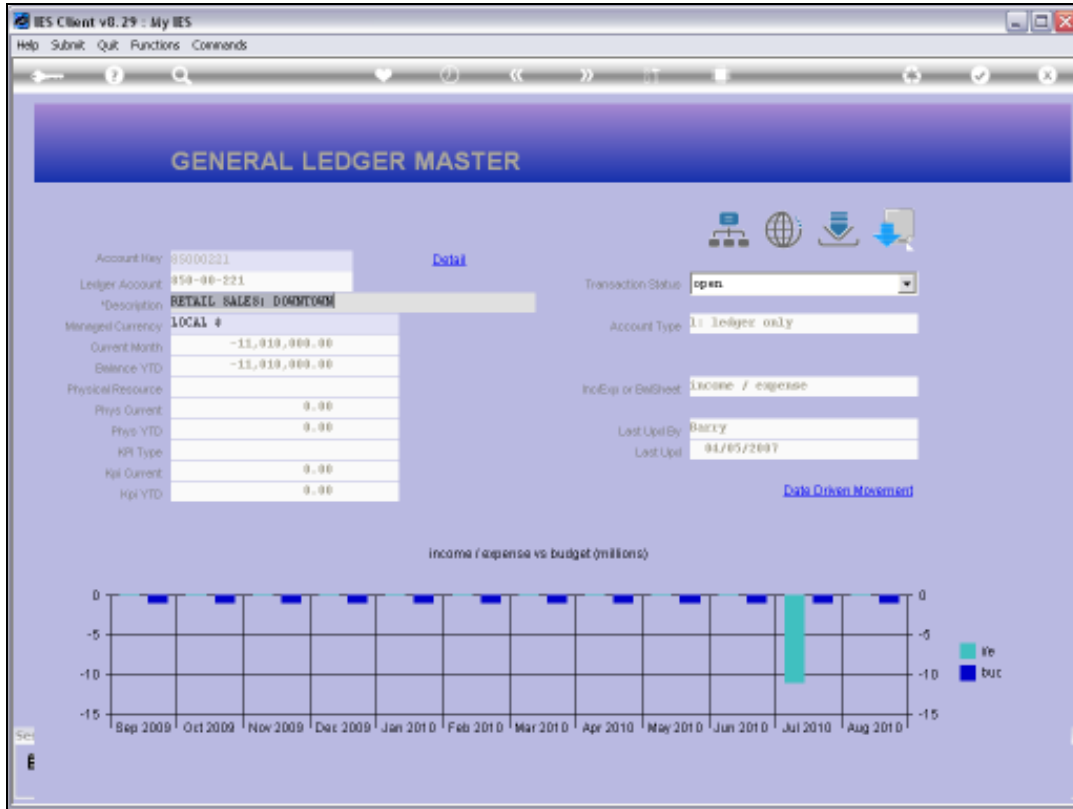 IES Client v8.29 : My IES
Help Submit Quit Functions Commands
GENERAL LEDGER MASTER
Account Key 85000221
Detail
Ledger Account 850-00-221
Transaction Status open
*Description RETAIL SALES: DOWNTOWN
Managed Currency LOCAL #
Account Type 1: ledger only
Current Month -11,010,000.00
Balance YTD -11,010,000.00
Physical Resource
Inc/Exp or BalSheet income / expense
Phys Current 0.00
Phys YTD 0.00
Last Upd By Barry
KPI Type
Last Upd 04/05/2007
Kpi Current 0.00
Kpi YTD 0.00
Date Driven Movement
income / expense vs budget (millions)
0 0
-5 -5
i/e
-10 -10
buc
-15 -15
Sep 2009 Oct 2009 Nov 2009 Dec 2009 Jan 2010 Feb 2010 Mar 2010 Apr 2010 May 2010 Jun 2010 Jul 2010 Aug 2010